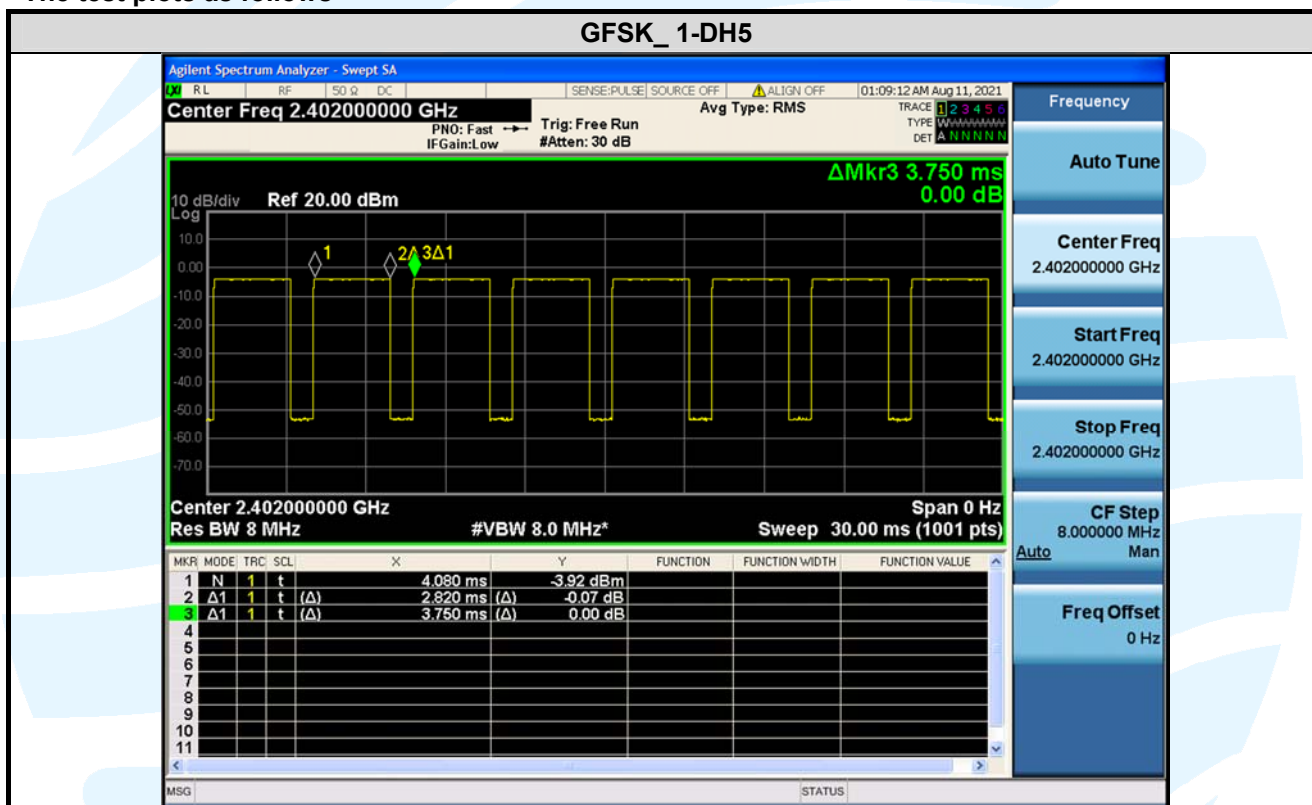 The test plots as follows
GFSK_ 1-DH5
Agilent Spectrum Analyzer - Swept SA
LXI RL RF 50 Ω DC SENSE:PULSE SOURCE OFF ALIGN OFF 01:09:12 AM Aug 11, 2021
Center Freq 2.402000000 GHz
Avg Type: RMS
TRACE 1 2 3 4 5 6
PNO: Fast
Trig: Free Run
TYPE WWWWWW
IFGain:Low
#Atten: 30 dB
DET A N N N N N
Frequency
Auto Tune
ΔMkr3 3.750 ms
0.00 dB
10 dB/div Ref 20.00 dBm
Log
10.0
0.00
-10.0
-20.0
-30.0
-40.0
-50.0
-60.0
-70.0
1
2Δ 3Δ1
Center 2.402000000 GHz Span 0 Hz
Res BW 8 MHz #VBW 8.0 MHz* Sweep 30.00 ms (1001 pts)
MKR MODE TRC SCL X Y FUNCTION FUNCTION WIDTH FUNCTION VALUE
1 N 1 t 4.080 ms -3.92 dBm
2 Δ1 1 t (Δ) 2.820 ms (Δ) -0.07 dB
3 Δ1 1 t (Δ) 3.750 ms (Δ) 0.00 dB
4
5
6
7
8
9
10
11
Center Freq
2.402000000 GHz
Start Freq
2.402000000 GHz
Stop Freq
2.402000000 GHz
CF Step
8.000000 MHz
Auto Man
Freq Offset
0 Hz
MSG STATUS